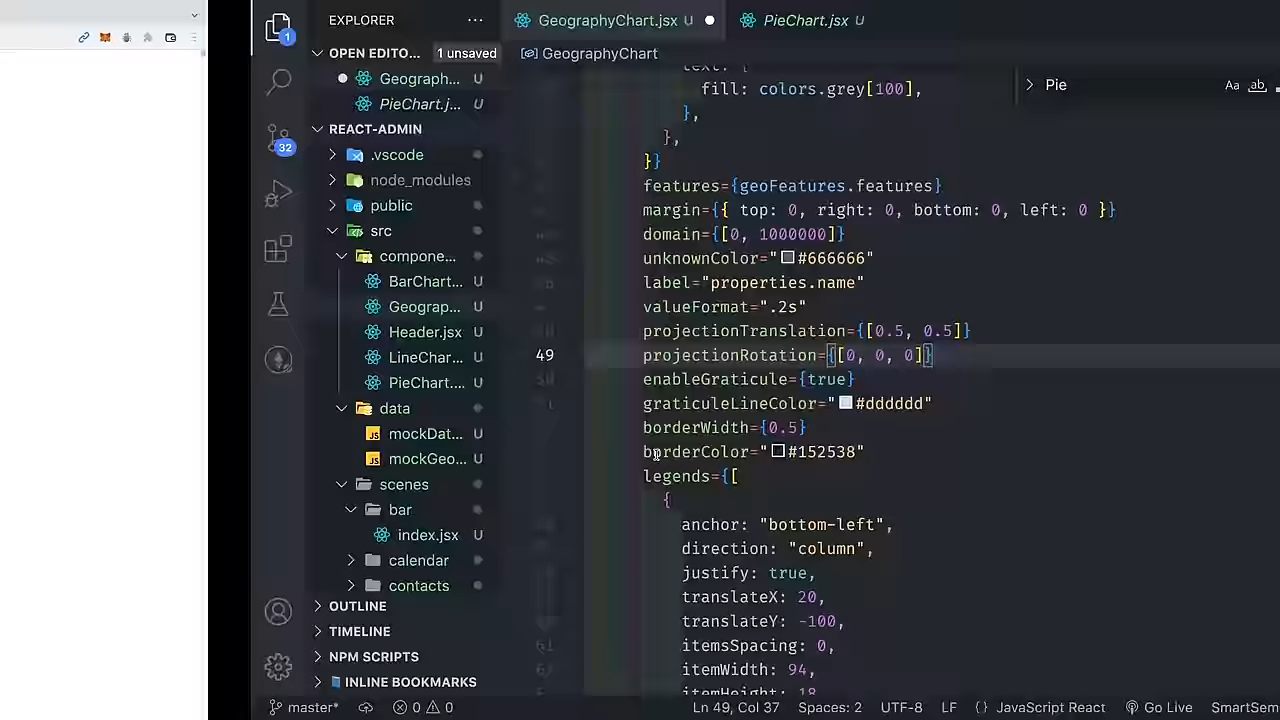 EXPLORER
OPEN EDITO... 1 unsaved
Geograph... U
PieChart.j... U
REACT-ADMIN
.vscode
node_modules
public
src
compone...
BarChart... U
Geograp... U
Header.jsx U
LineChar... U
PieChart.... U
data
mockDat... U
mockGeo... U
scenes
bar
index.jsx U
calendar
contacts
OUTLINE
TIMELINE
NPM SCRIPTS
INLINE BOOKMARKS
1
32
GeographyChart.jsx U
PieChart.jsx U
GeographyChart
Pie
Aa
ab
text: {
fill: colors.grey[100],
},
},
}}
features={geoFeatures.features}
margin={{ top: 0, right: 0, bottom: 0, left: 0 }}
domain={[0, 1000000]}
unknownColor="#666666"
label="properties.name"
valueFormat=".2s"
projectionTranslation={[0.5, 0.5]}
49 projectionRotation={[0, 0, 0]}
enableGraticule={true}
graticuleLineColor="#dddddd"
borderWidth={0.5}
borderColor="#152538"
legends={[
{
anchor: "bottom-left",
direction: "column",
justify: true,
translateX: 20,
translateY: -100,
itemsSpacing: 0,
itemWidth: 94,
itemHeight: 18
master* 0 0 Ln 49, Col 37 Spaces: 2 UTF-8 LF {} JavaScript React Go Live SmartSem